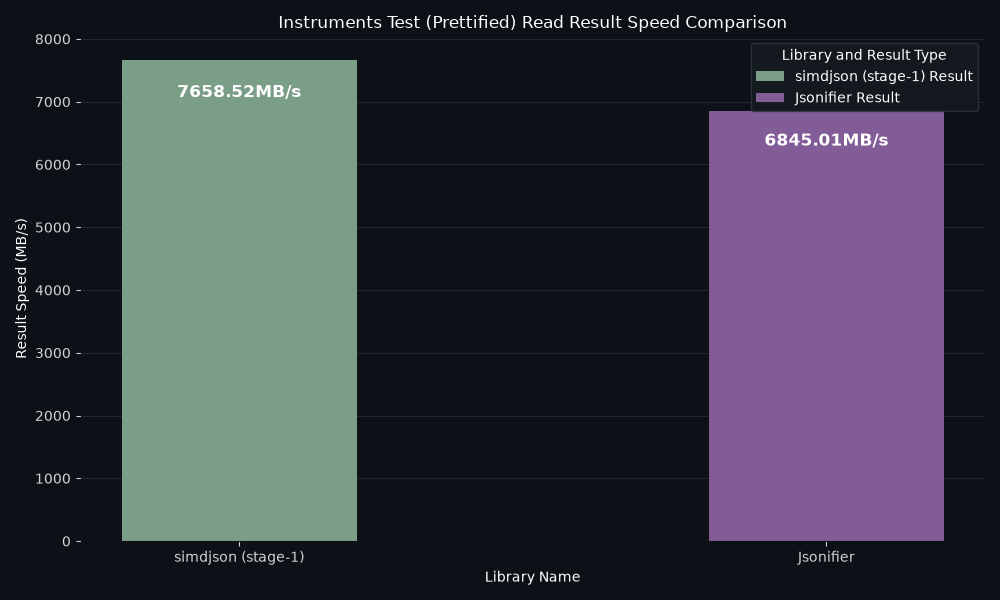 Instruments Test (Prettified) Read Result Speed Comparison
Library and Result Type
simdjson (stage-1) Result
Jsonifier Result
8000
7000
6000
5000
4000
3000
2000
1000
0
Result Speed (MB/s)
7658.52MB/s
6845.01MB/s
simdjson (stage-1)
Jsonifier
Library Name